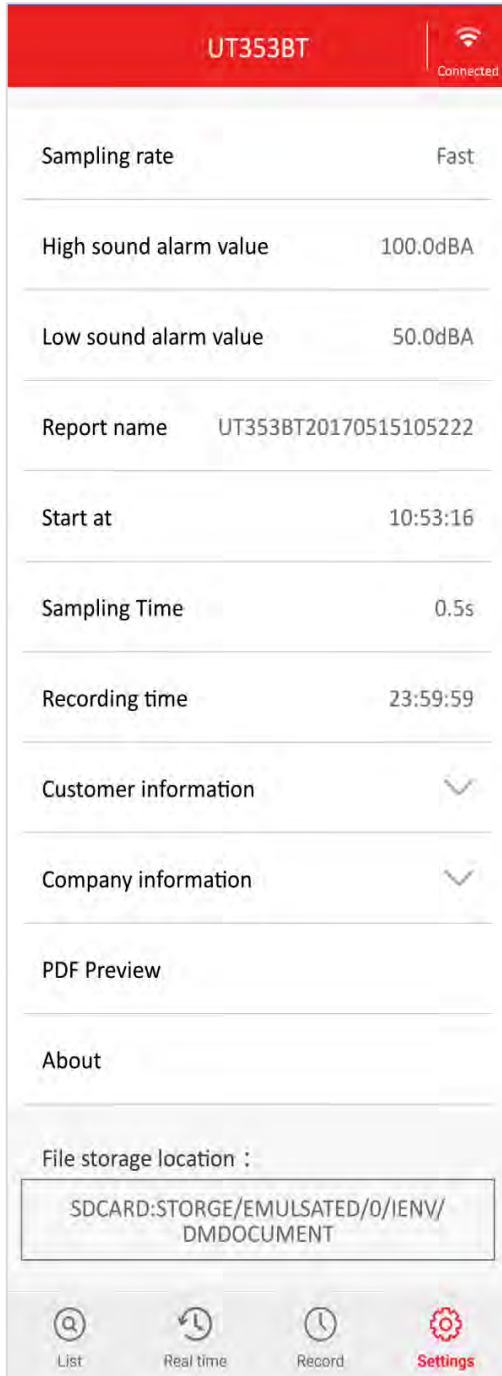 UT353BT
Connected
Sampling rate Fast
High sound alarm value 100.0dBA
Low sound alarm value 50.0dBA
Report name UT353BT20170515105222
Start at 10:53:16
Sampling Time 0.5s
Recording time 23:59:59
Customer information
Company information
PDF Preview
About
File storage location :
SDCARD:STORGE/EMULSATED/0/IENV/
DMDOCUMENT
List Real time Record Settings